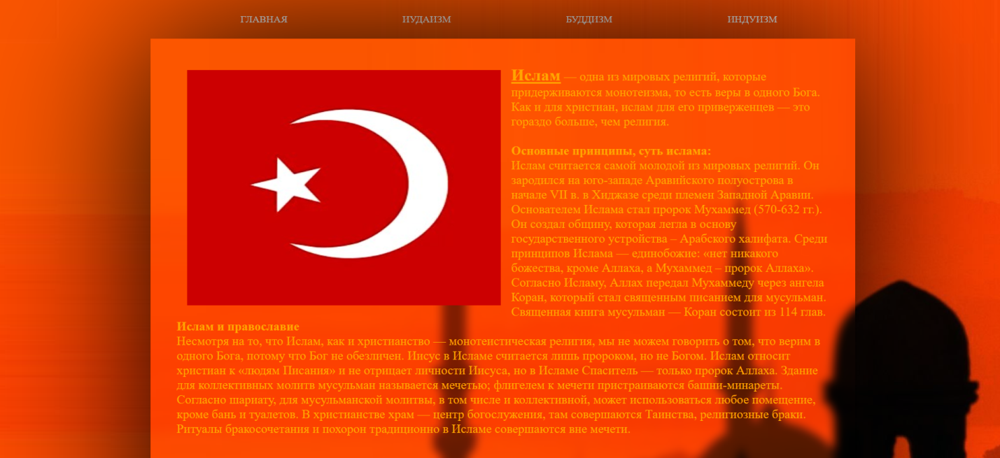 ГЛАВНАЯ ИУДАИЗМ БУДДИЗМ ИНДУИЗМ
Ислам — одна из мировых религий, которые
придерживаются монотеизма, то есть веры в одного Бога.
Как и для христиан, ислам для его приверженцев — это
гораздо больше, чем религия.
Основные принципы, суть ислама:
Ислам считается самой молодой из мировых религий. Он
зародился на юго-западе Аравийского полуострова в
начале VII в. в Хиджазе среди племен Западной Аравии.
Основателем Ислама стал пророк Мухаммед (570-632 гг.).
Он создал общину, которая легла в основу
государственного устройства – Арабского халифата. Среди
принципов Ислама — единобожие: «нет никакого
божества, кроме Аллаха, а Мухаммед – пророк Аллаха».
Согласно Исламу, Аллах передал Мухаммеду через ангела
Коран, который стал священным писанием для мусульман.
Священная книга мусульман — Коран состоит из 114 глав.
Ислам и православие
Несмотря на то, что Ислам, как и христианство — монотеистическая религия, мы не можем говорить о том, что верим в
одного Бога, потому что Бог не обезличен. Иисус в Исламе считается лишь пророком, но не Богом. Ислам относит
христиан к «людям Писания» и не отрицает личности Иисуса, но в Исламе Спаситель — только пророк Аллаха. Здание
для коллективных молитв мусульман называется мечетью; флигелем к мечети пристраиваются башни-минареты.
Согласно шариату, для мусульманской молитвы, в том числе и коллективной, может использоваться любое помещение,
кроме бань и туалетов. В христианстве храм — центр богослужения, там совершаются Таинства, религиозные браки.
Ритуалы бракосочетания и похорон традиционно в Исламе совершаются вне мечети.